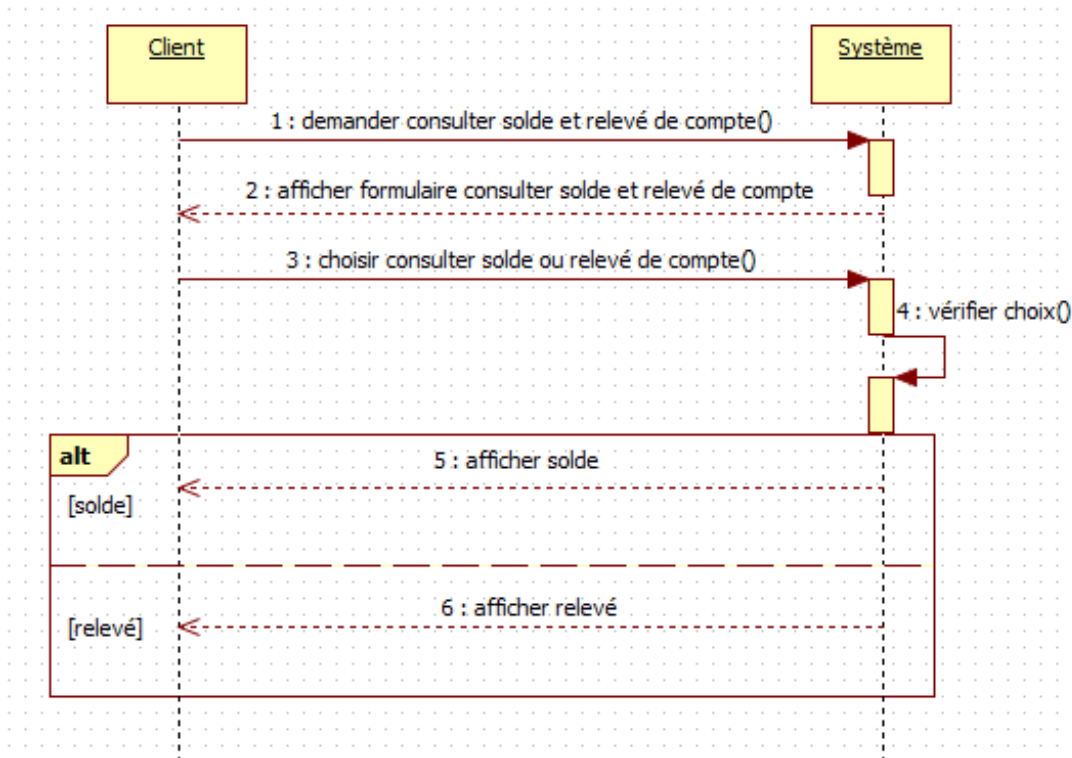 Client
Système
1 : demander consulter solde et relevé de compte()
2 : afficher formulaire consulter solde et relevé de compte
3 : choisir consulter solde ou relevé de compte()
4 : vérifier choix()
alt
5 : afficher solde
[solde]
6 : afficher relevé
[relevé]